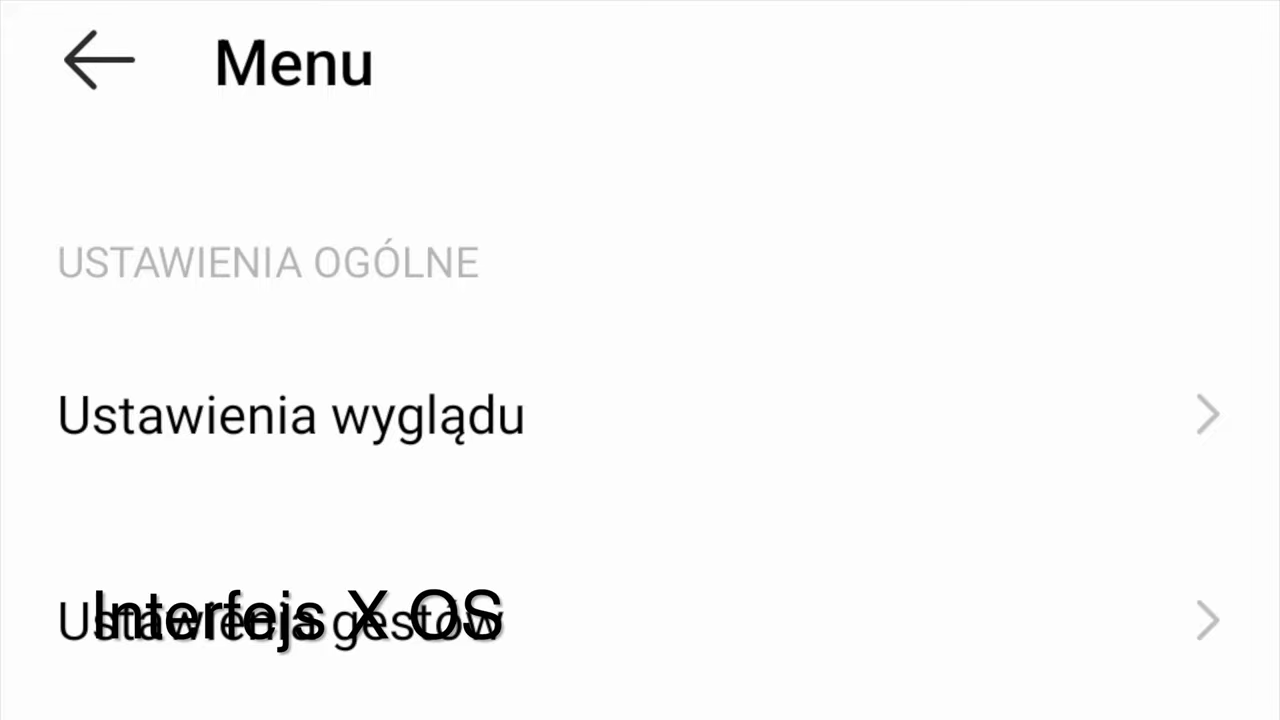 Menu
USTAWIENIA OGÓLNE
Ustawienia wyglądu
Ustawienia gestów
Interfejs X OS